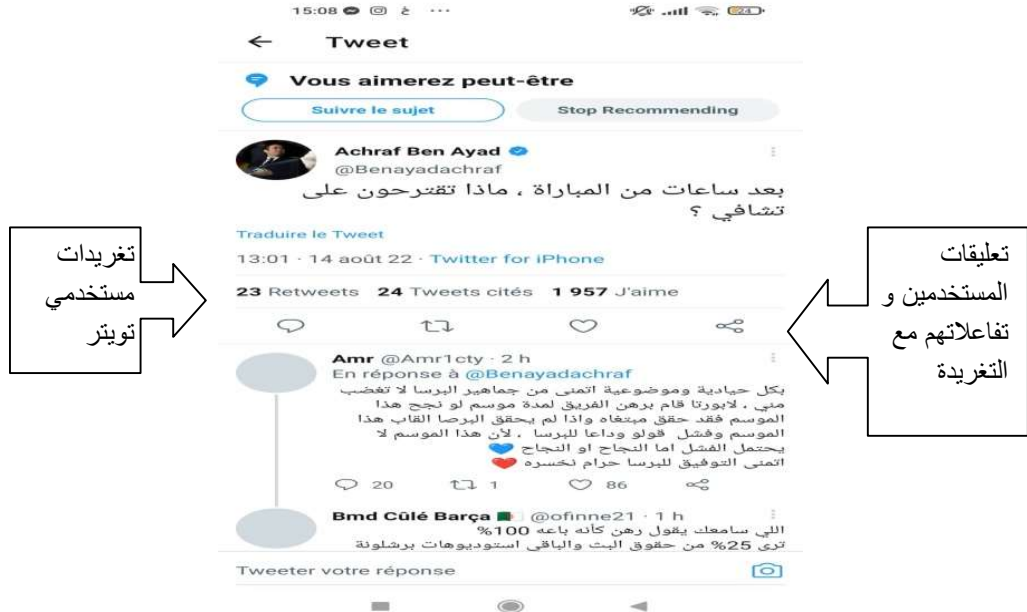 15:08 خ ...
24
Tweet
Vous aimerez peut-être
Suivre le sujet
Stop Recommending
Achraf Ben Ayad
@Benayadachraf
بعد ساعات من المباراة ، ماذا تقترحون على
تشافي ؟
Traduire le Tweet
13:01 · 14 août 22 · Twitter for iPhone
23 Retweets 24 Tweets cités 1 957 J'aime
تغريدات
مستخدمي
تويتر
تعليقات
المستخدمين و
تفاعلاتهم مع
التغريدة
Amr @Amr1cty · 2 h
En réponse à @Benayadachraf
بكل حيادية وموضوعية اتمنى من جماهير البرسا لا تغضب
مني ، لابورتا قام برهن الفريق لمدة موسم لو نجح هذا
الموسم فقد حقق مبتغاه واذا لم يحقق البرصا القاب هذا
الموسم وفشل قولو وداعا للبرسا ، لأن هذا الموسم لا
يحتمل الفشل اما النجاح او النجاح 💙
اتمنى التوفيق للبرسا حرام نخسره ❤️
20 1 86
Bmd Cûlé Barça 🇩🇿 @ofinne21 · 1 h
اللي سامعك يقول رهن كأنه باعه 100%
ترى 25% من حقوق البث والباقي استوديوهات برشلونة
Tweeter votre réponse